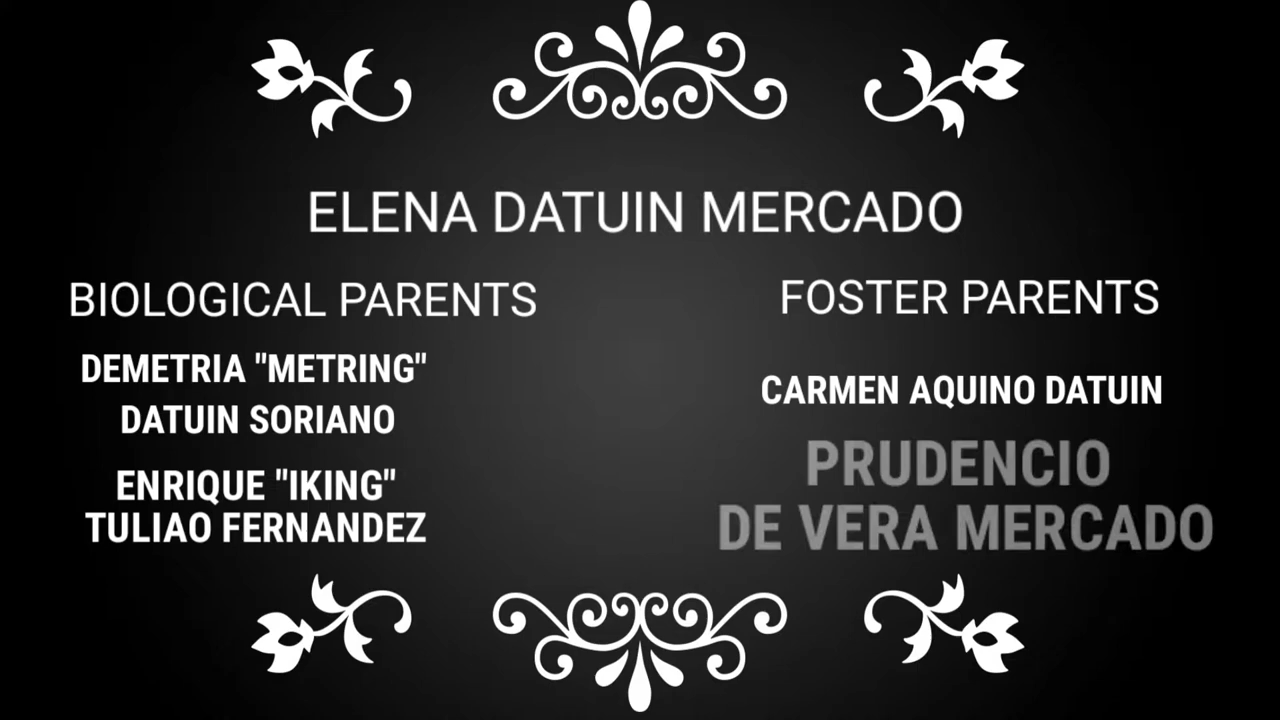 ELENA DATUIN MERCADO
BIOLOGICAL PARENTS
DEMETRIA "METRING"
DATUIN SORIANO
ENRIQUE "IKING"
TULIAO FERNANDEZ
FOSTER PARENTS
CARMEN AQUINO DATUIN
PRUDENCIO
DE VERA MERCADO